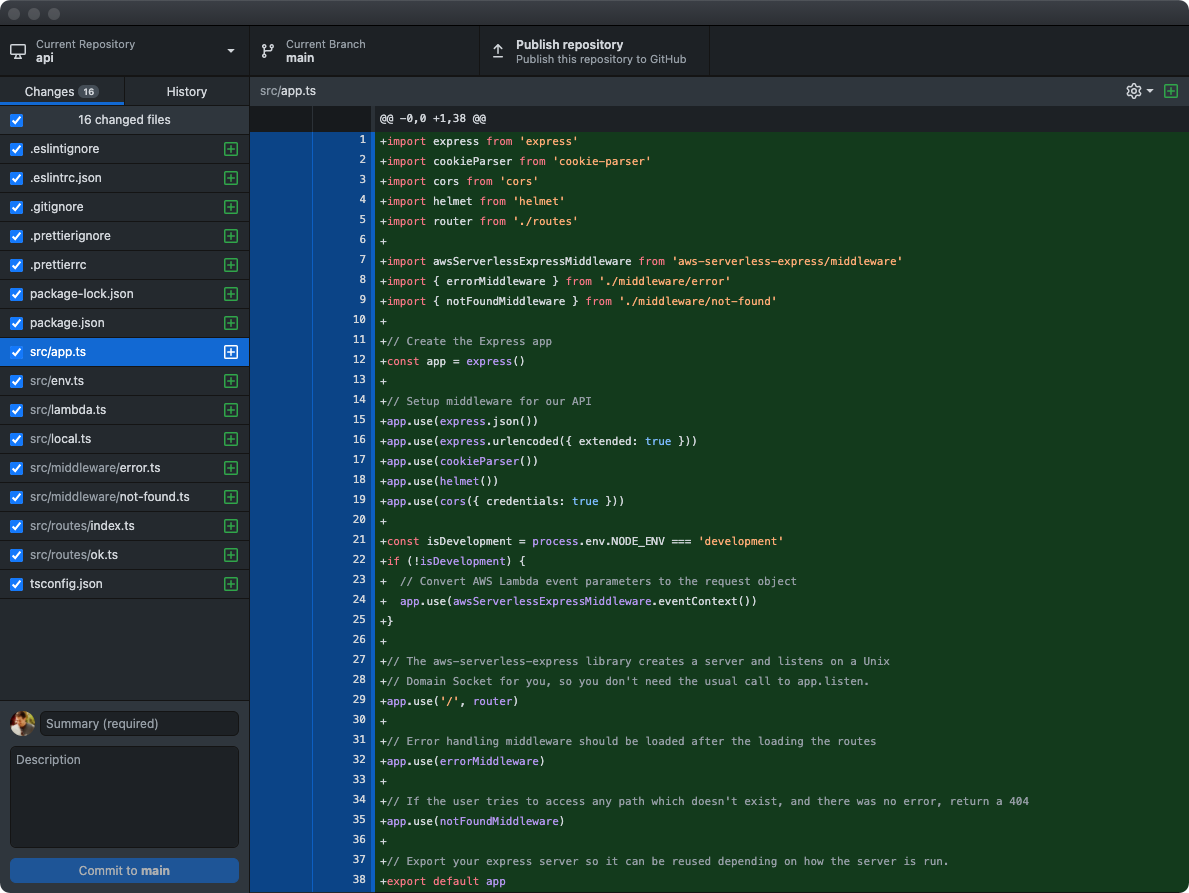 Current Repository
api
Current Branch
main
Publish repository
Publish this repository to GitHub
Changes 16
History
src/app.ts
16 changed files
.eslintignore
.eslintrc.json
.gitignore
.prettierignore
.prettierrc
package-lock.json
package.json
src/app.ts
src/env.ts
src/lambda.ts
src/local.ts
src/middleware/error.ts
src/middleware/not-found.ts
src/routes/index.ts
src/routes/ok.ts
tsconfig.json
Summary (required)
Description
Commit to main
@@ -0,0 +1,38 @@
1 +import express from 'express'
2 +import cookieParser from 'cookie-parser'
3 +import cors from 'cors'
4 +import helmet from 'helmet'
5 +import router from './routes'
6 +
7 +import awsServerlessExpressMiddleware from 'aws-serverless-express/middleware'
8 +import { errorMiddleware } from './middleware/error'
9 +import { notFoundMiddleware } from './middleware/not-found'
10 +
11 +// Create the Express app
12 +const app = express()
13 +
14 +// Setup middleware for our API
15 +app.use(express.json())
16 +app.use(express.urlencoded({ extended: true }))
17 +app.use(cookieParser())
18 +app.use(helmet())
19 +app.use(cors({ credentials: true }))
20 +
21 +const isDevelopment = process.env.NODE_ENV === 'development'
22 +if (!isDevelopment) {
23 +  // Convert AWS Lambda event parameters to the request object
24 +  app.use(awsServerlessExpressMiddleware.eventContext())
25 +}
26 +
27 +// The aws-serverless-express library creates a server and listens on a Unix
28 +// Domain Socket for you, so you don't need the usual call to app.listen.
29 +app.use('/', router)
30 +
31 +// Error handling middleware should be loaded after the loading the routes
32 +app.use(errorMiddleware)
33 +
34 +// If the user tries to access any path which doesn't exist, and there was no error, return a 404
35 +app.use(notFoundMiddleware)
36 +
37 +// Export your express server so it can be reused depending on how the server is run.
38 +export default app